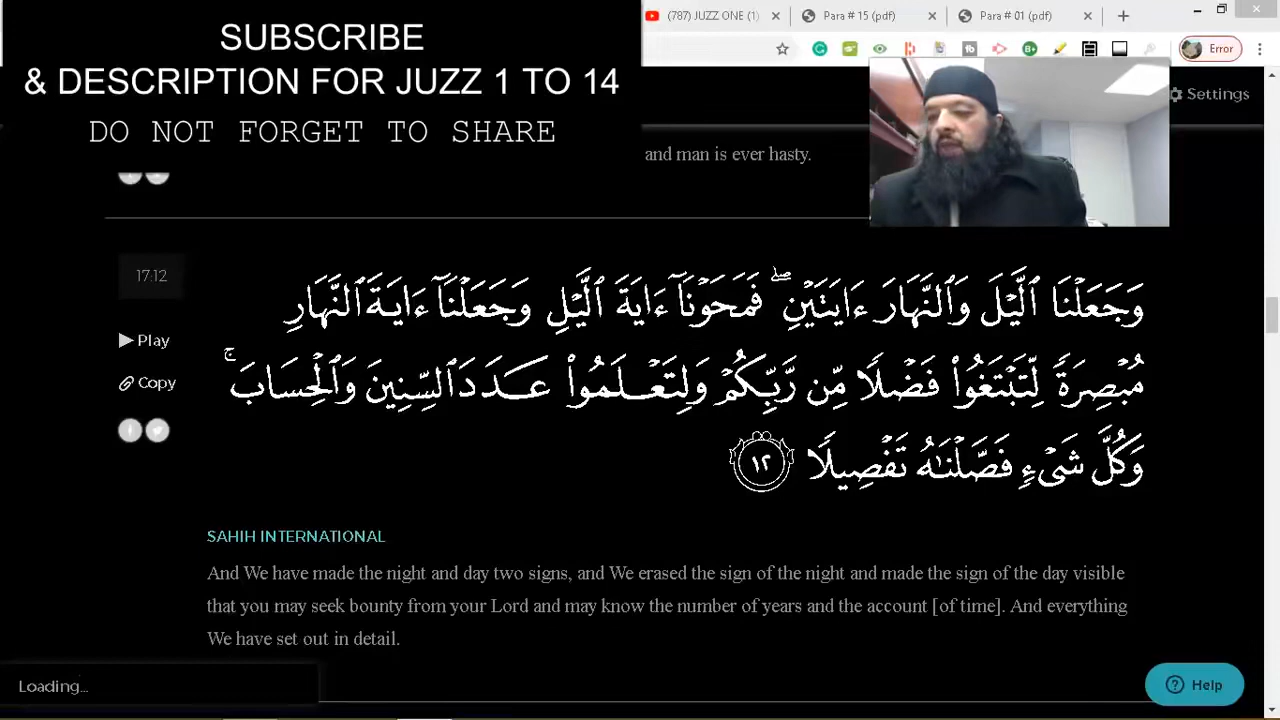 SUBSCRIBE
& DESCRIPTION FOR JUZZ 1 TO 14
DO NOT FORGET TO SHARE
(787) JUZZ ONE (1)
Para # 15 (pdf)
Para # 01 (pdf)
Error
Settings
and man is ever hasty.
17:12
Play
Copy
وَجَعَلْنَا ٱلَّيْلَ وَٱلنَّهَارَ ءَايَتَيْنِ ۖ فَمَحَوْنَآ ءَايَةَ ٱلَّيْلِ وَجَعَلْنَآ ءَايَةَ ٱلنَّهَارِ
مُبْصِرَةً لِّتَبْتَغُوا۟ فَضْلًا مِّن رَّبِّكُمْ وَلِتَعْلَمُوا۟ عَدَدَ ٱلسِّنِينَ وَٱلْحِسَابَ ۚ
وَكُلَّ شَىْءٍ فَصَّلْنَـٰهُ تَفْصِيلًا ١٢
SAHIH INTERNATIONAL
And We have made the night and day two signs, and We erased the sign of the night and made the sign of the day visible
that you may seek bounty from your Lord and may know the number of years and the account [of time]. And everything
We have set out in detail.
Loading...
Help